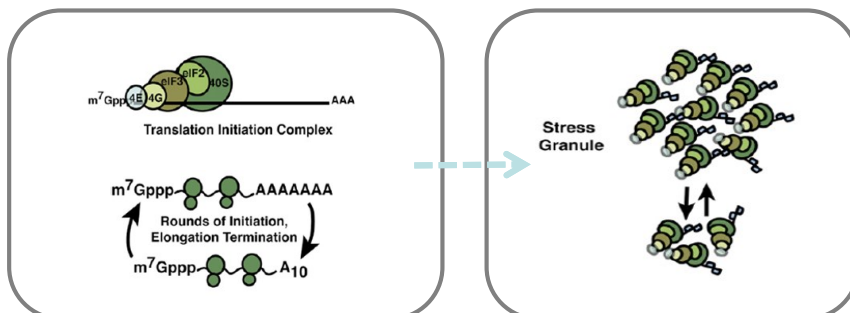 eIF2
eIF3
40S
m⁷Gpp 4E 4G AAA
Translation Initiation Complex
m⁷Gppp AAAAAAA
Rounds of Initiation,
Elongation Termination
m⁷Gppp A₁₀
Stress
Granule